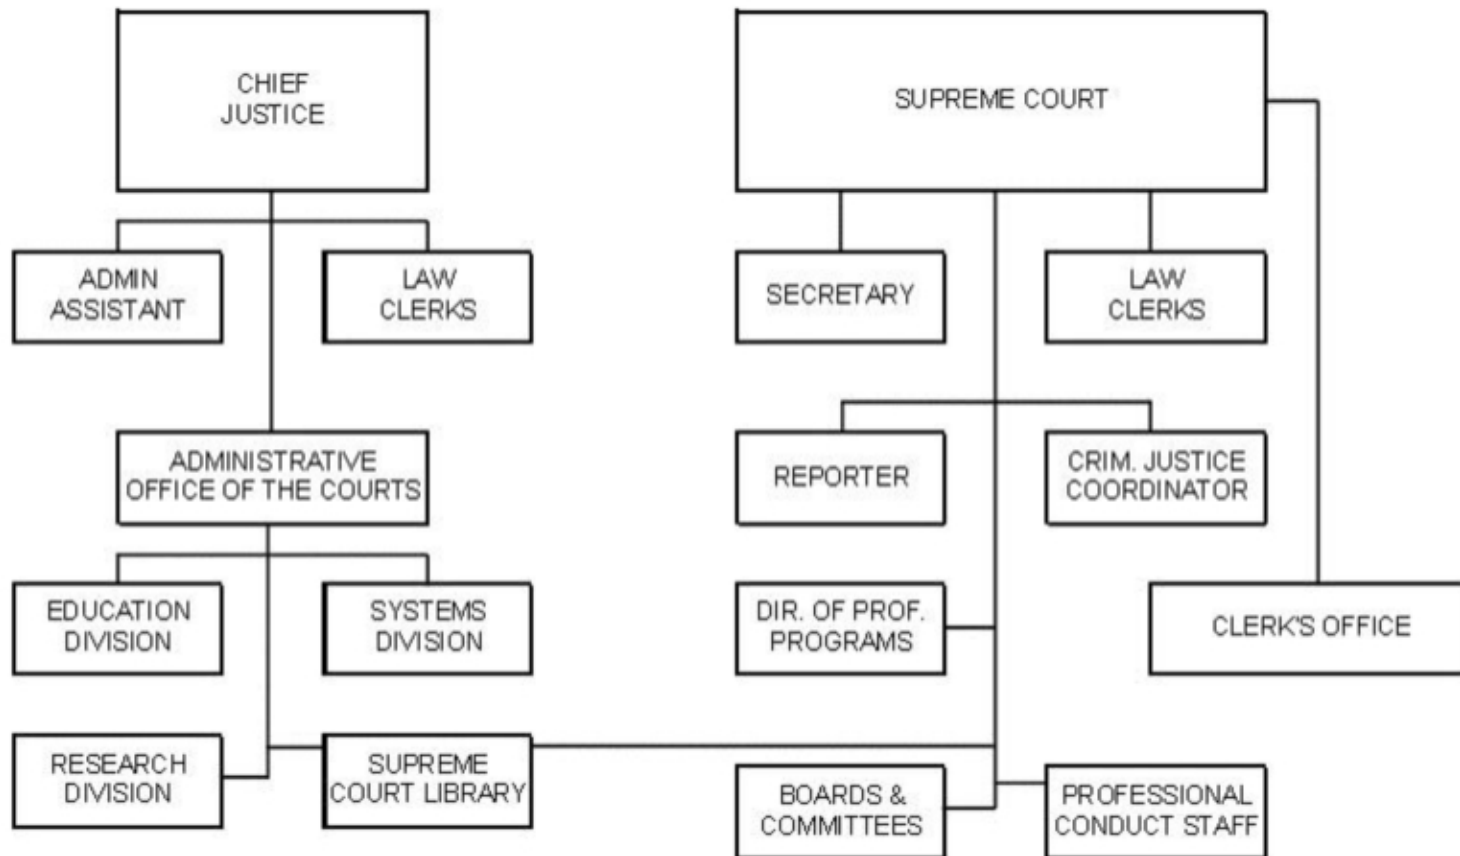 CHIEF
JUSTICE
SUPREME COURT
ADMIN
ASSISTANT
LAW
CLERKS
SECRETARY
LAW
CLERKS
ADMINISTRATIVE
OFFICE OF THE COURTS
REPORTER
CRIM. JUSTICE
COORDINATOR
EDUCATION
DIVISION
SYSTEMS
DIVISION
DIR. OF PROF.
PROGRAMS
CLERK'S OFFICE
RESEARCH
DIVISION
SUPREME
COURT LIBRARY
BOARDS &
COMMITTEES
PROFESSIONAL
CONDUCT STAFF